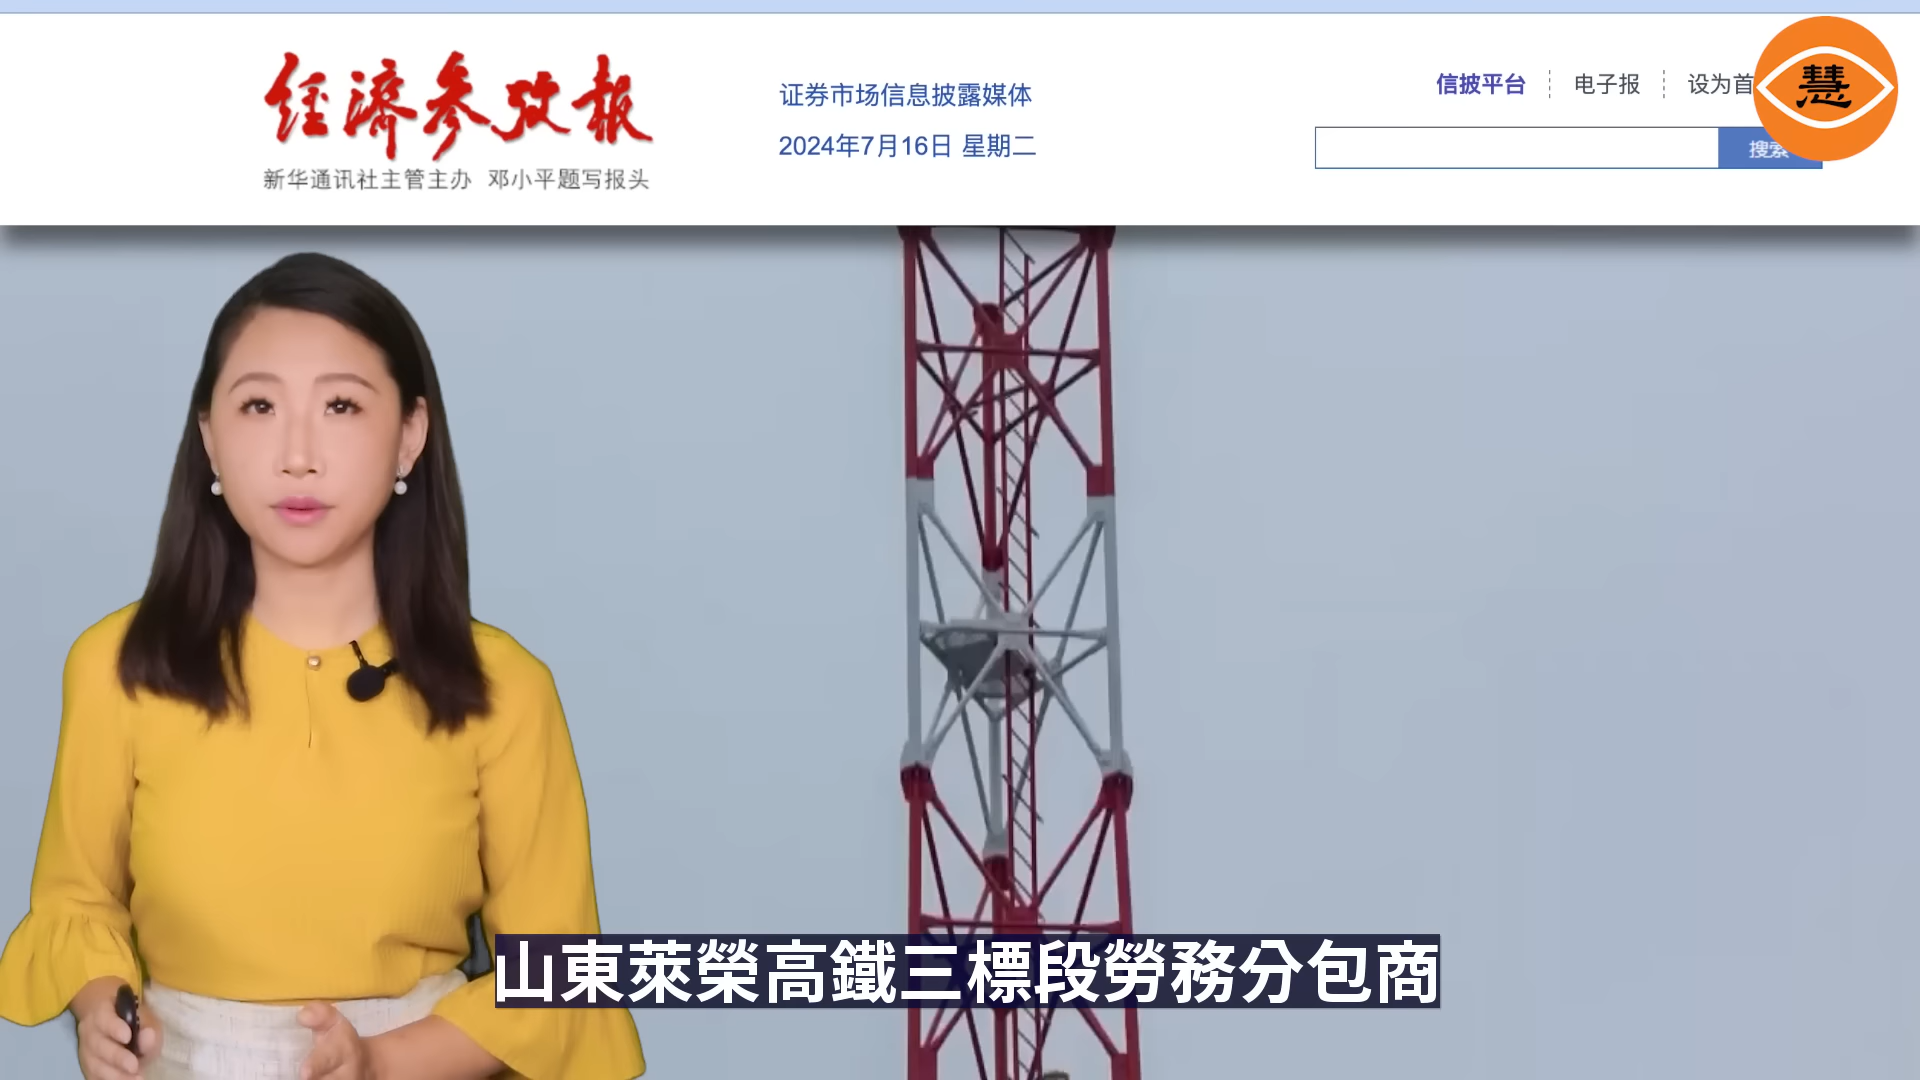 經濟参考报
新华通讯社主管主办 邓小平题写报头
证券市场信息披露媒体
2024年7月16日 星期二
信披平台
电子报
设为首
搜索
慧
山東萊榮高鐵三標段勞務分包商